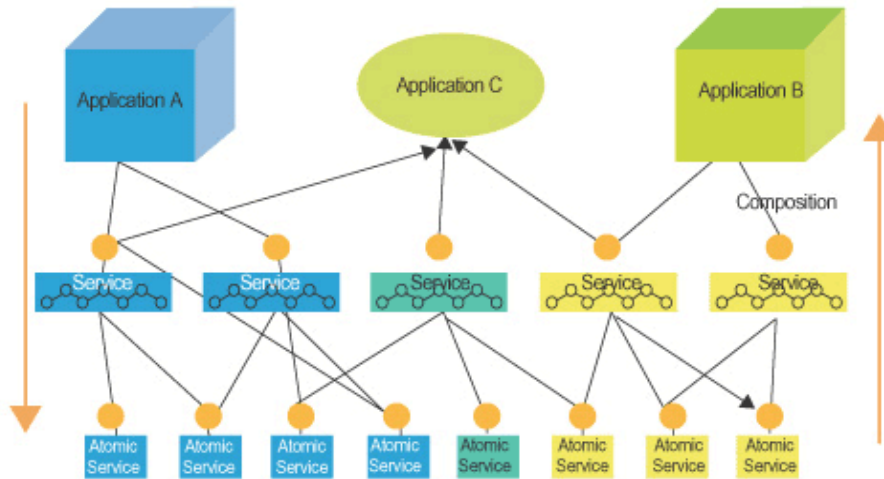 Application A
Application C
Application B
Composition
Service
Service
Service
Service
Service
Atomic
Service
Atomic
Service
Atomic
Service
Atomic
Service
Atomic
Service
Atomic
Service
Atomic
Service
Atomic
Service